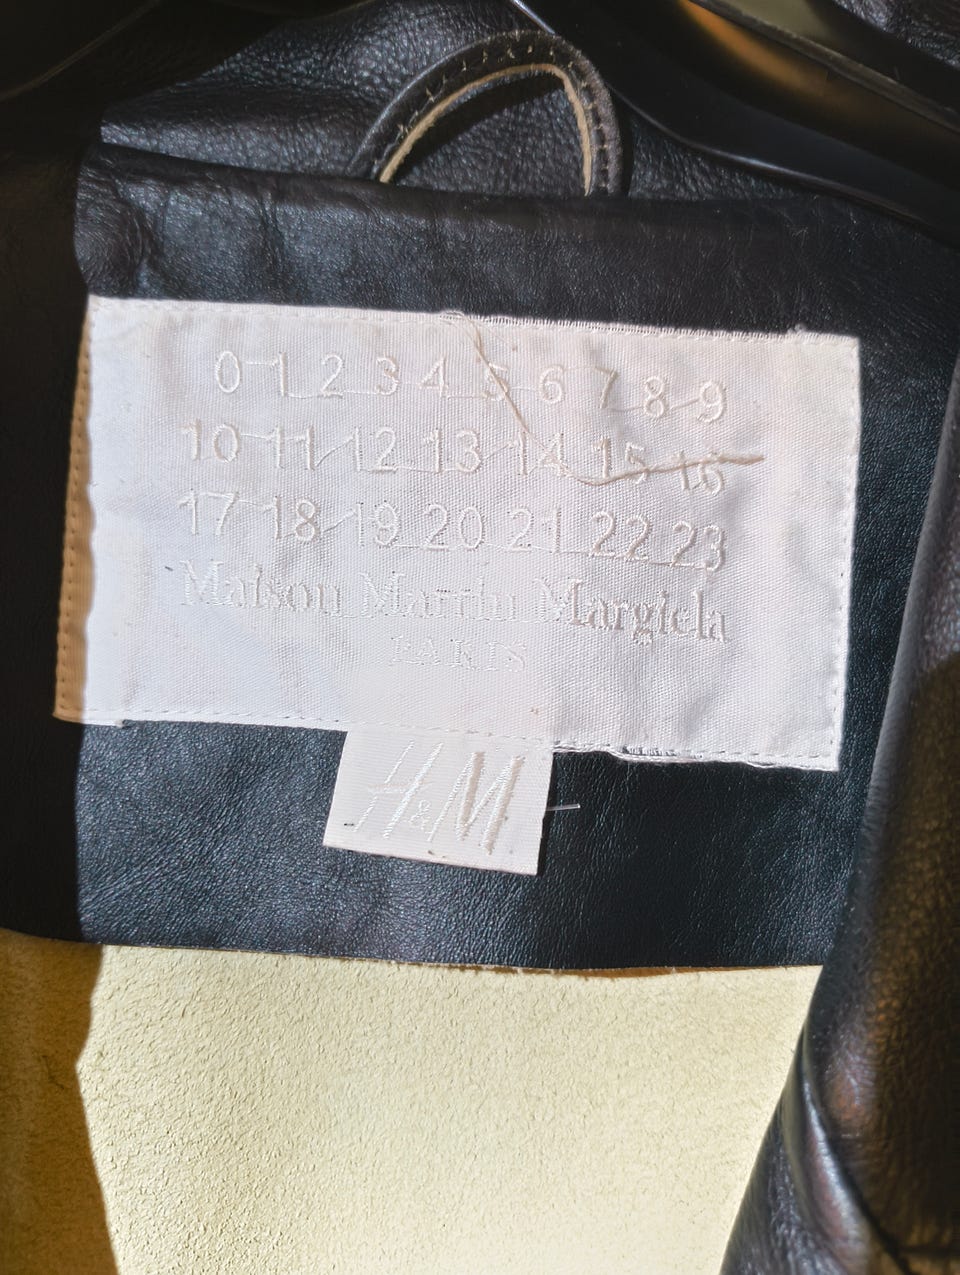 0 1 2 3 4 5 6 7 8 9
10 11 12 13 14 15 16
17 18 19 20 21 22 23
Maison Martin Margiela
PARIS
H&M